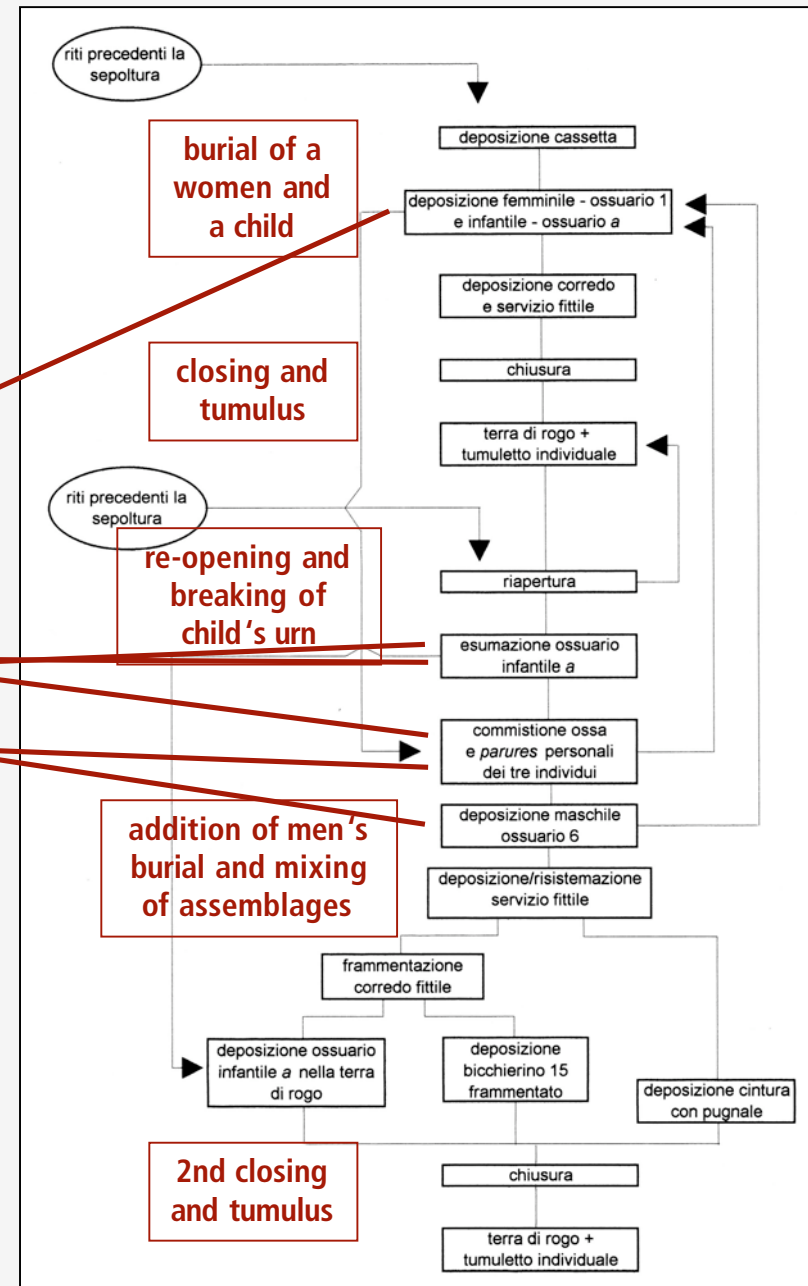 riti precedenti la
sepoltura
deposizione cassetta
burial of a
women and
a child
deposizione femminile - ossuario 1
e infantile - ossuario a
deposizione corredo
e servizio fittile
closing and
tumulus
chiusura
terra di rogo +
tumuletto individuale
riti precedenti la
sepoltura
re-opening and
breaking of
child‘s urn
riapertura
esumazione ossuario
infantile a
commistione ossa
e parures personali
dei tre individui
addition of men‘s
burial and mixing
of assemblages
deposizione maschile
ossuario 6
deposizione/risistemazione
servizio fittile
frammentazione
corredo fittile
deposizione ossuario
infantile a nella terra
di rogo
deposizione
bicchierino 15
frammentato
deposizione cintura
con pugnale
2nd closing
and tumulus
chiusura
terra di rogo +
tumuletto individuale